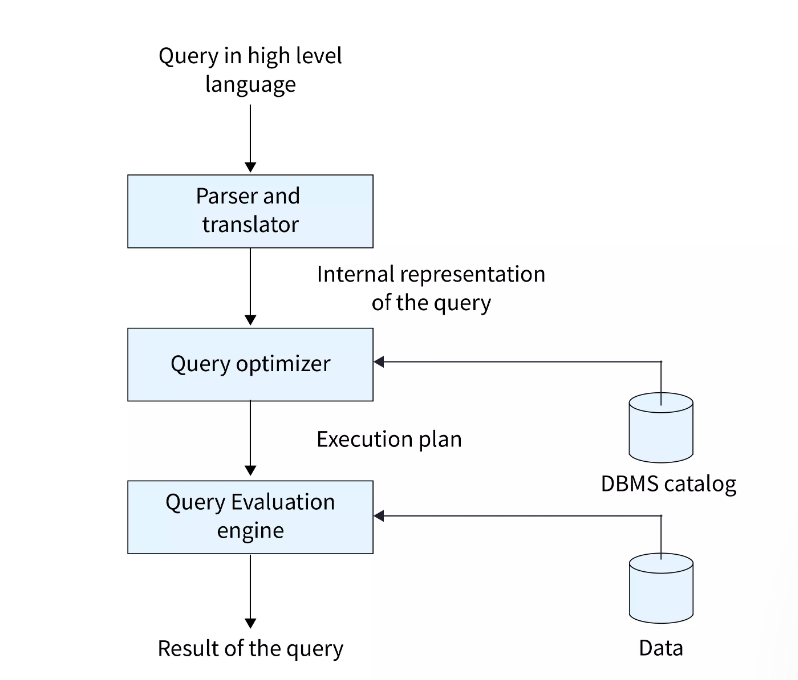 Query in high level
language
Parser and
translator
Internal representation
of the query
Query optimizer
Execution plan
DBMS catalog
Query Evaluation
engine
Result of the query
Data